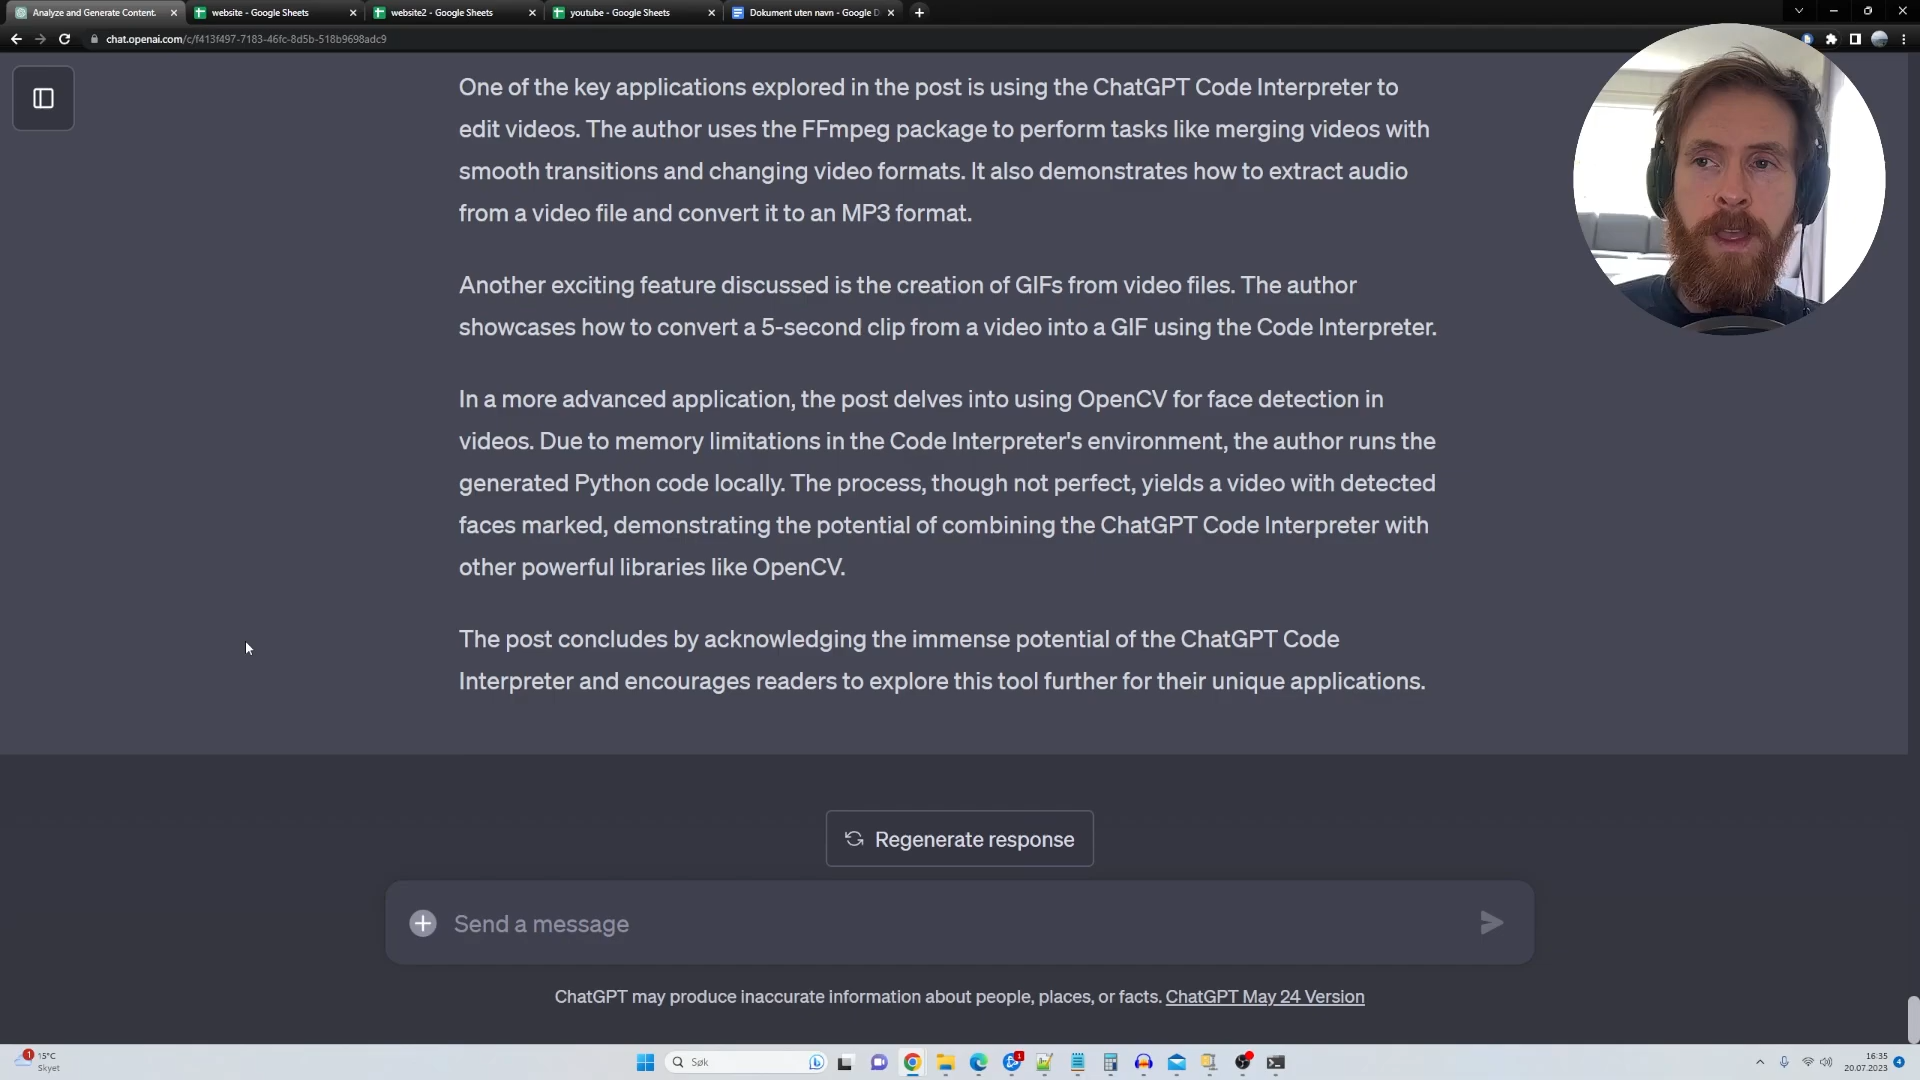 Analyze and Generate Content.
website - Google Sheets
website2 - Google Sheets
youtube - Google Sheets
Dokument uten navn - Google D
chat.openai.com/c/f413f497-7183-46fc-8d5b-518b9698adc9
One of the key applications explored in the post is using the ChatGPT Code Interpreter to
edit videos. The author uses the FFmpeg package to perform tasks like merging videos with
smooth transitions and changing video formats. It also demonstrates how to extract audio
from a video file and convert it to an MP3 format.
Another exciting feature discussed is the creation of GIFs from video files. The author
showcases how to convert a 5-second clip from a video into a GIF using the Code Interpreter.
In a more advanced application, the post delves into using OpenCV for face detection in
videos. Due to memory limitations in the Code Interpreter's environment, the author runs the
generated Python code locally. The process, though not perfect, yields a video with detected
faces marked, demonstrating the potential of combining the ChatGPT Code Interpreter with
other powerful libraries like OpenCV.
The post concludes by acknowledging the immense potential of the ChatGPT Code
Interpreter and encourages readers to explore this tool further for their unique applications.
Regenerate response
Send a message
ChatGPT may produce inaccurate information about people, places, or facts. ChatGPT May 24 Version
1
15°C
Skyet
Søk
1
16:35
20.07.2023
4